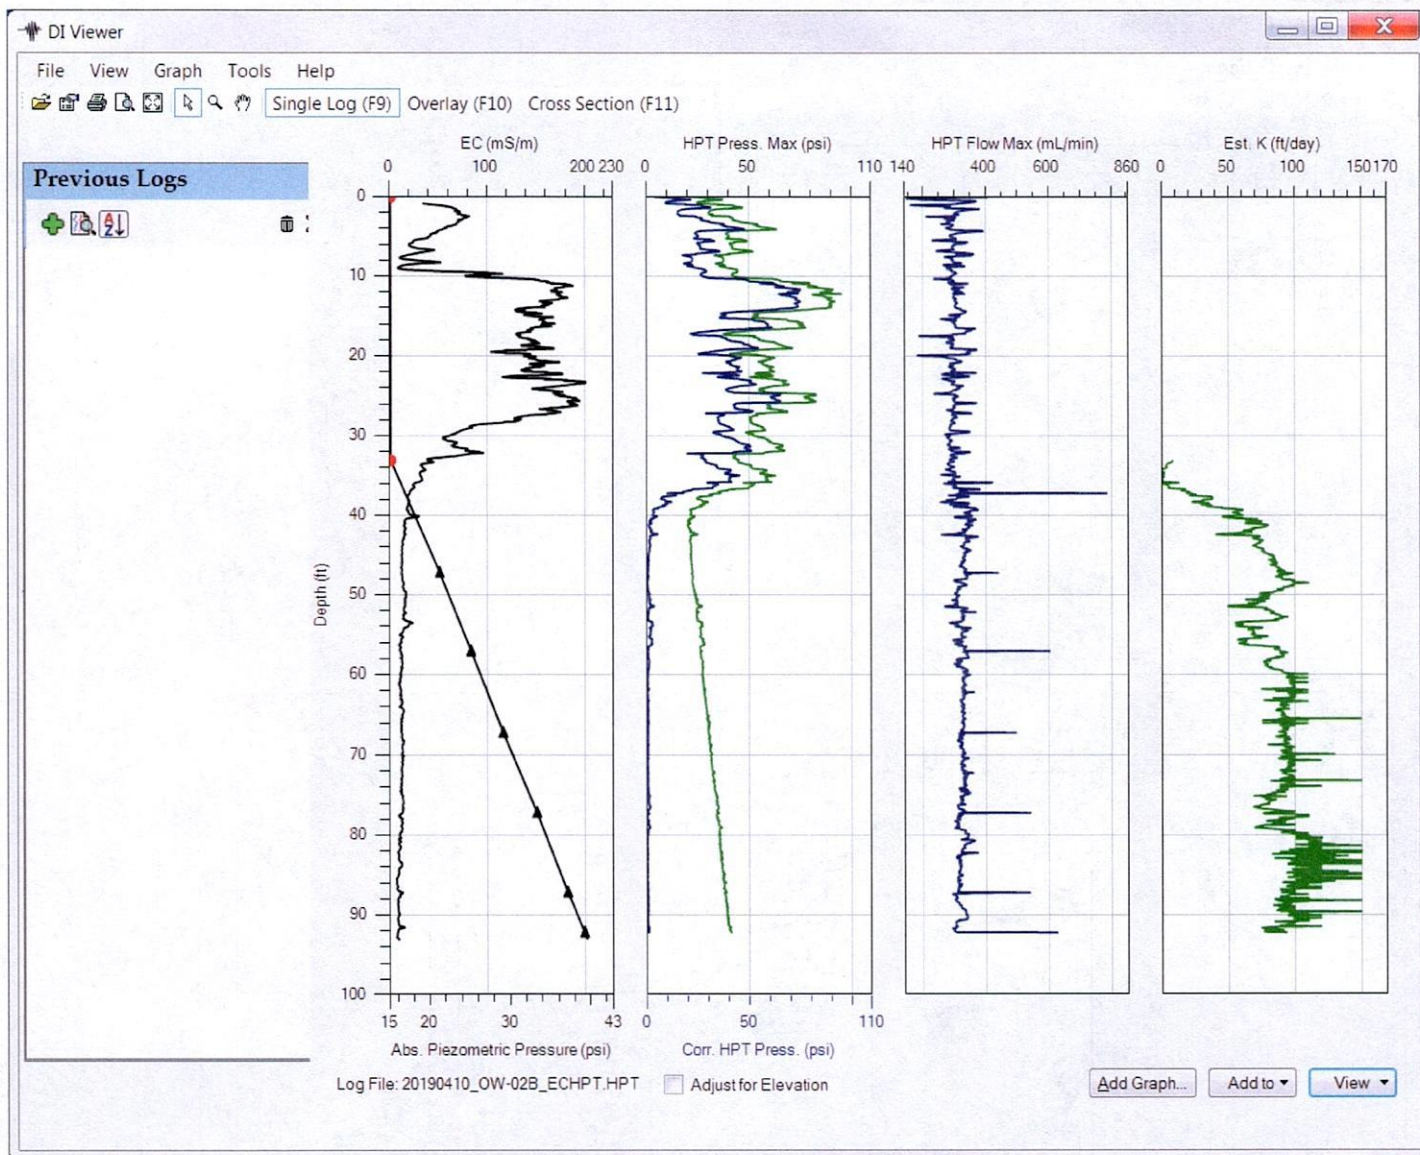 DI Viewer
File View Graph Tools Help
Single Log (F9) Overlay (F10) Cross Section (F11)
Previous Logs
EC (mS/m) HPT Press. Max (psi) HPT Flow Max (mL/min) Est. K (ft/day)
0 100 200 230 0 50 110 140 400 600 860 0 50 100 150 170
0
10
20
30
40
50
60
70
80
90
100
Depth (ft)
15 20 30 43 0 50 110
Abs. Piezometric Pressure (psi) Corr. HPT Press. (psi)
Log File: 20190410_OW-02B_ECHPT.HPT Adjust for Elevation Add Graph... Add to View